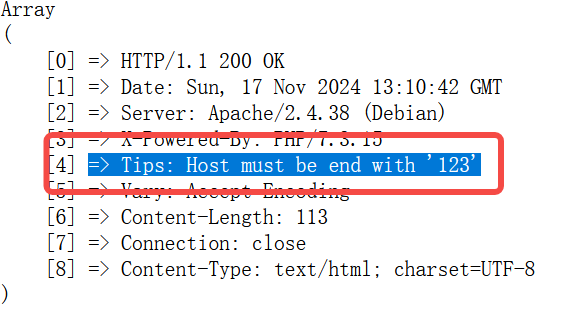 Array
(
[0] => HTTP/1.1 200 OK
[1] => Date: Sun, 17 Nov 2024 13:10:42 GMT
[2] => Server: Apache/2.4.38 (Debian)
[3] => X-Powered-By: PHP/7.3.15
[4] => Tips: Host must be end with '123'
[5] => Vary: Accept-Encoding
[6] => Content-Length: 113
[7] => Connection: close
[8] => Content-Type: text/html; charset=UTF-8
)